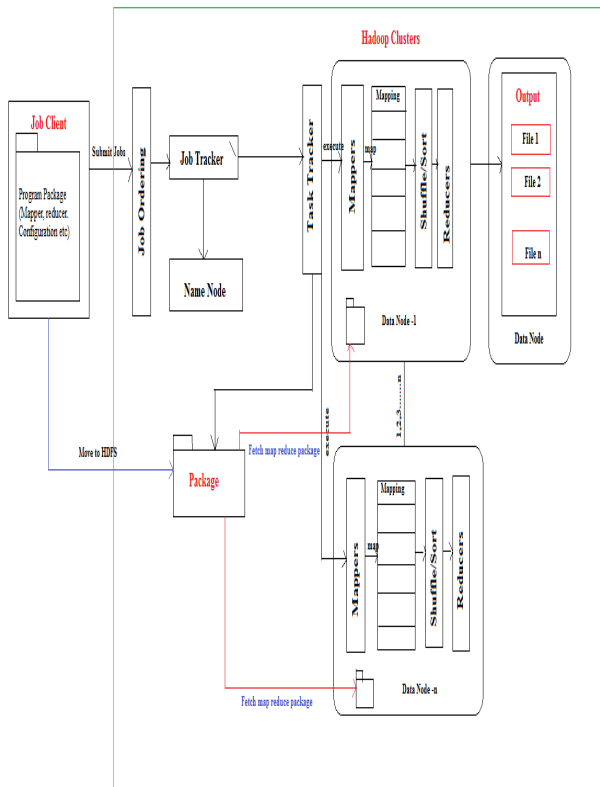 Hadoop Clusters
Job Client
Program Package
(Mapper, reducer.
Configuration etc)
Submit Jobs
Job Ordering
Job Tracker
Name Node
Task Tracker
execute
Mappers
map
Mapping
Shuffle/Sort
Reducers
Data Node -1
Output
File 1
File 2
File n
Data Node
Move to HDFS
Package
Fetch map reduce package
execute
1,2,3........n
Mappers
map
Mapping
Shuffle/Sort
Reducers
Data Node -n
Fetch map reduce package